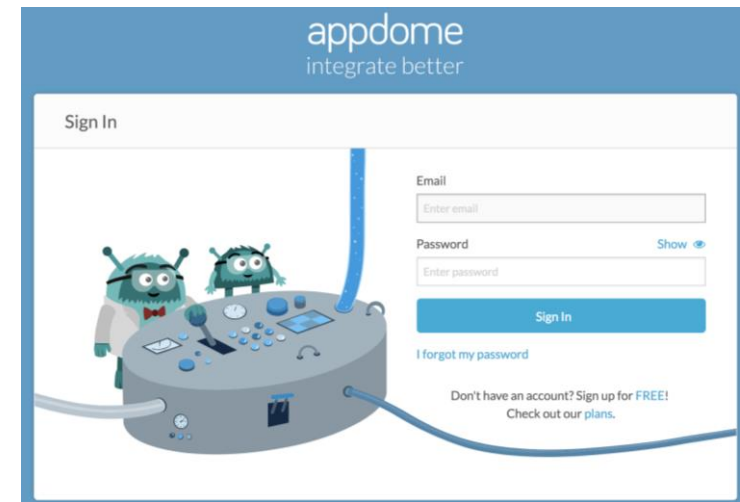 appdome
integrate better
Sign In
Email
Enter email
Password
Show
Enter password
Sign In
I forgot my password
Don't have an account? Sign up for FREE!
Check out our plans.